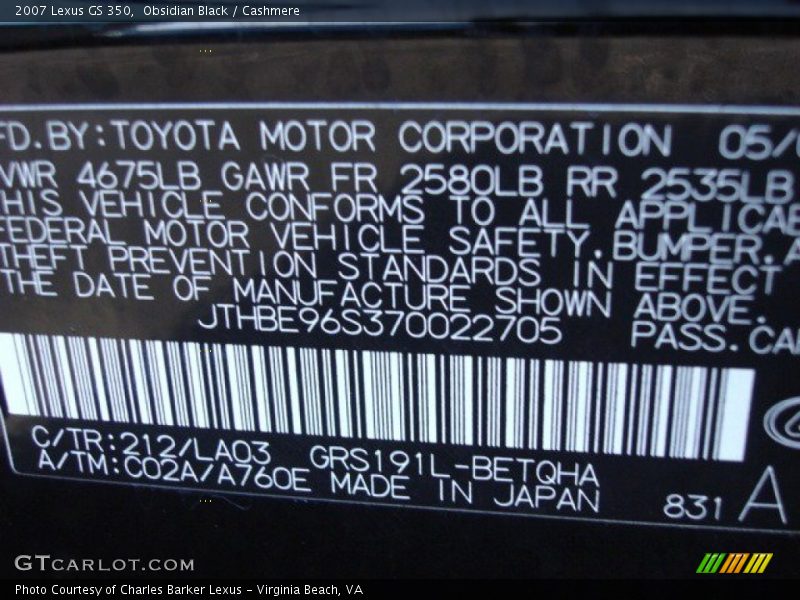 2007 Lexus GS 350, Obsidian Black / Cashmere
FD.BY:TOYOTA MOTOR CORPORATION 05/
VWR 4675LB GAWR FR 2580LB RR 2535LB
HIS VEHICLE CONFORMS TO ALL APPLICAB
FEDERAL MOTOR VEHICLE SAFETY.BUMPER.A
THEFT PREVENTION STANDARDS IN EFFECT
THE DATE OF MANUFACTURE SHOWN ABOVE.
JTHBE96S370022705 PASS.CA
C/TR:212/LA03 GRS191L-BETQHA
A/TM:C02A/A760E MADE IN JAPAN 831 A
GTCARLOT.COM
Photo Courtesy of Charles Barker Lexus - Virginia Beach, VA